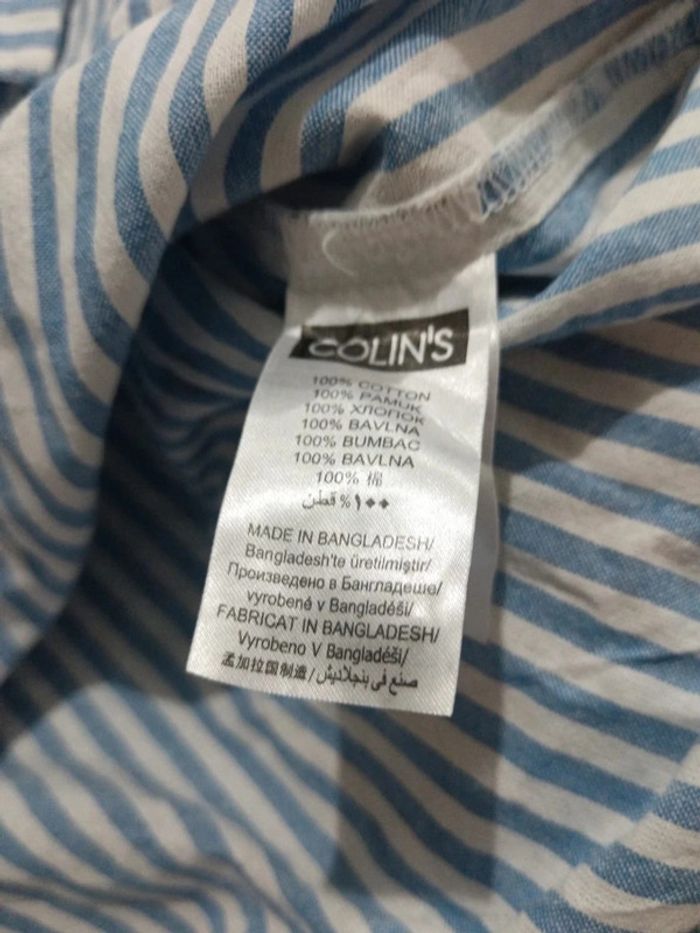 COLIN'S
100% COTTON
100% PAMUK
100% ХЛОПОК
100% BAVLNA
100% BUMBAC
100% BAVLNA
100% 棉
١٠٠% قطن
MADE IN BANGLADESH/
Bangladesh'te üretilmiştir/
Произведено в Бангладеше/
vyrobené v Bangladéši/
FABRICAT IN BANGLADESH/
Vyrobeno V Bangladéši/
孟加拉国制造/صنع في بنجلاديش